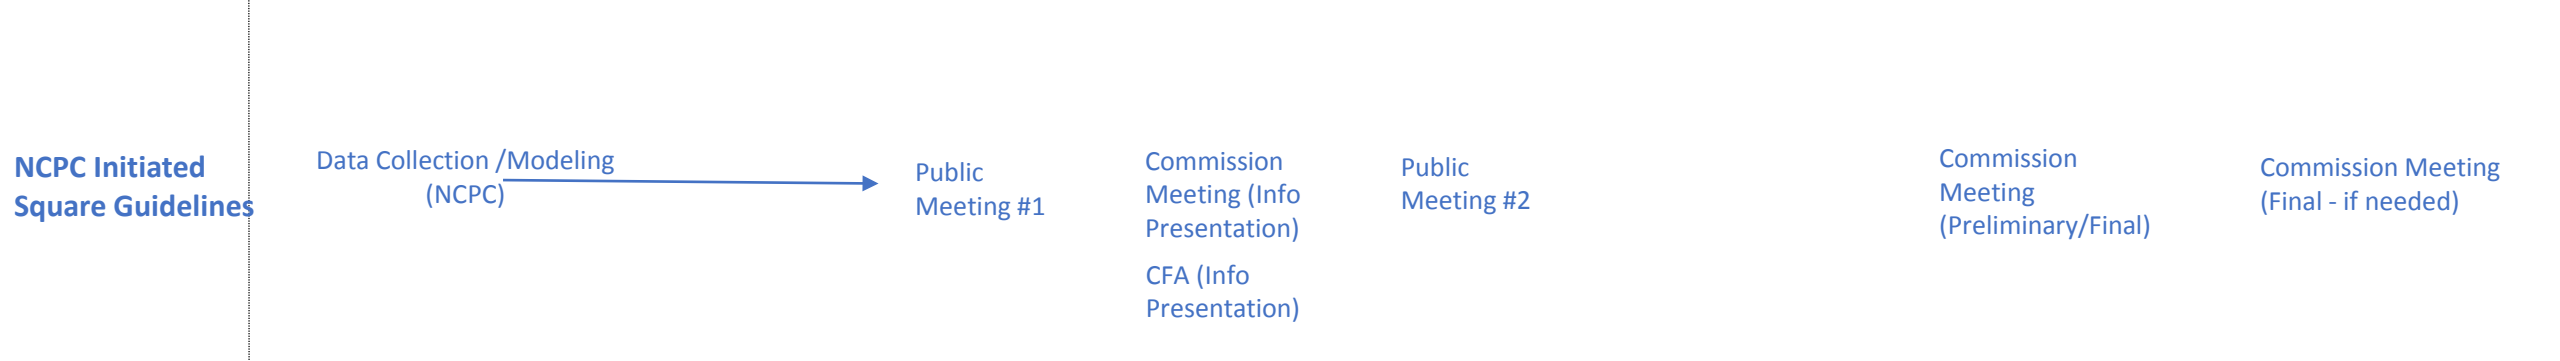 NCPC Initiated
Square Guidelines
Data Collection /Modeling
(NCPC)
Public
Meeting #1
Commission
Meeting (Info
Presentation)
CFA (Info
Presentation)
Public
Meeting #2
Commission
Meeting
(Preliminary/Final)
Commission Meeting
(Final - if needed)